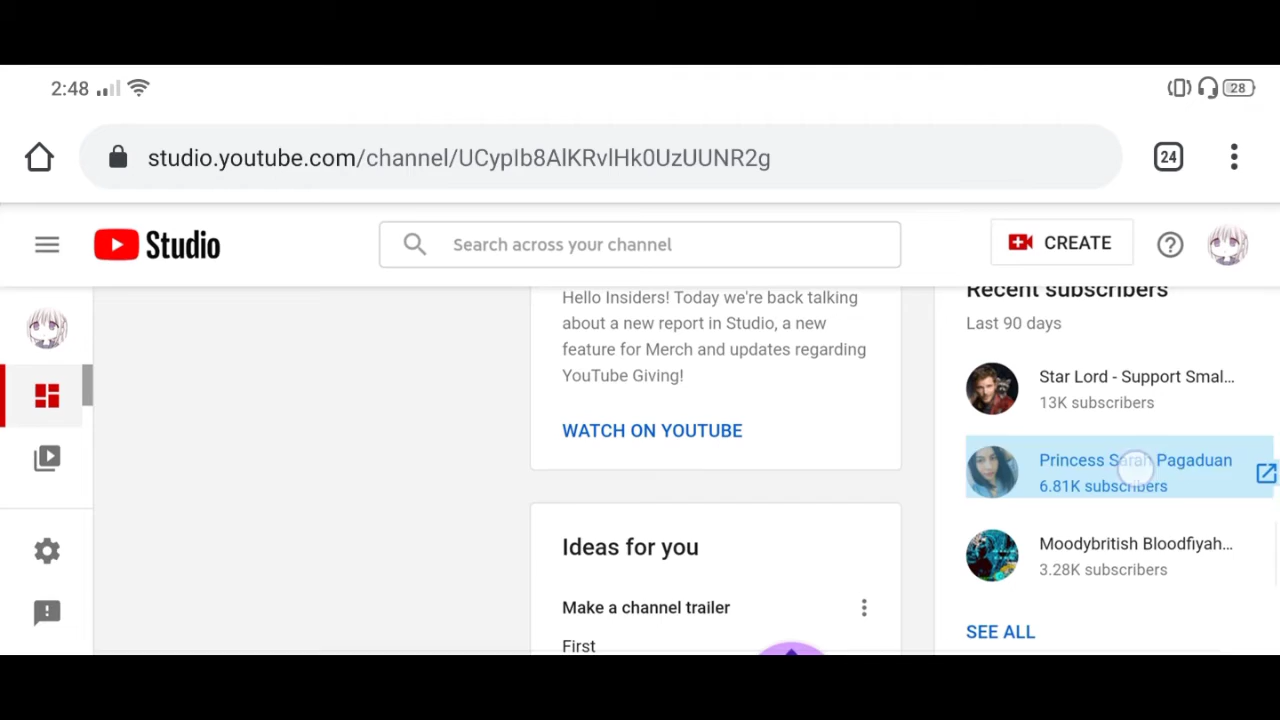 2:48
28
studio.youtube.com/channel/UCypIb8AlKRvlHk0UzUUNR2g
24
Studio
Search across your channel
CREATE
Hello Insiders! Today we're back talking
about a new report in Studio, a new
feature for Merch and updates regarding
YouTube Giving!
WATCH ON YOUTUBE
Ideas for you
Make a channel trailer
First
Recent subscribers
Last 90 days
Star Lord - Support Smal...
13K subscribers
Princess Sarah Pagaduan
6.81K subscribers
Moodybritish Bloodfiyah...
3.28K subscribers
SEE ALL